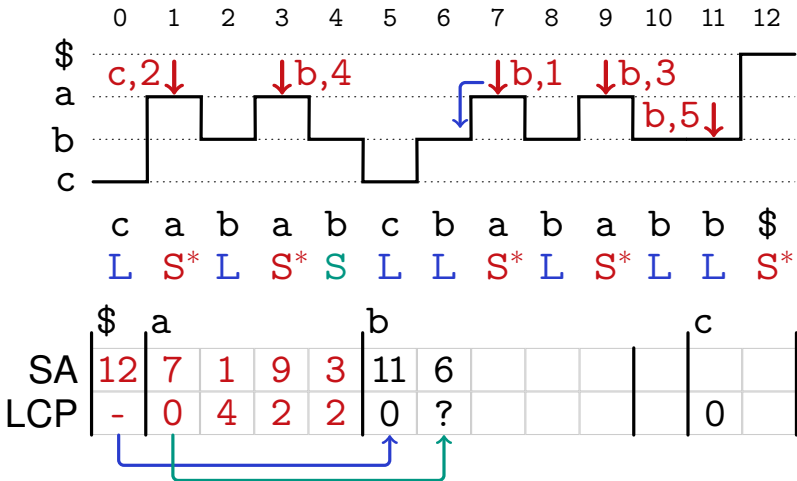 0 1 2 3 4 5 6 7 8 9 10 11 12
$
c,2 b,4 b,1 b,3
a
b,5
b
c
c a b a b c b a b a b b $
L S* L S* S L L S* L S* L L S*
$ a b c
SA 12 7 1 9 3 11 6
LCP - 0 4 2 2 0 ? 0